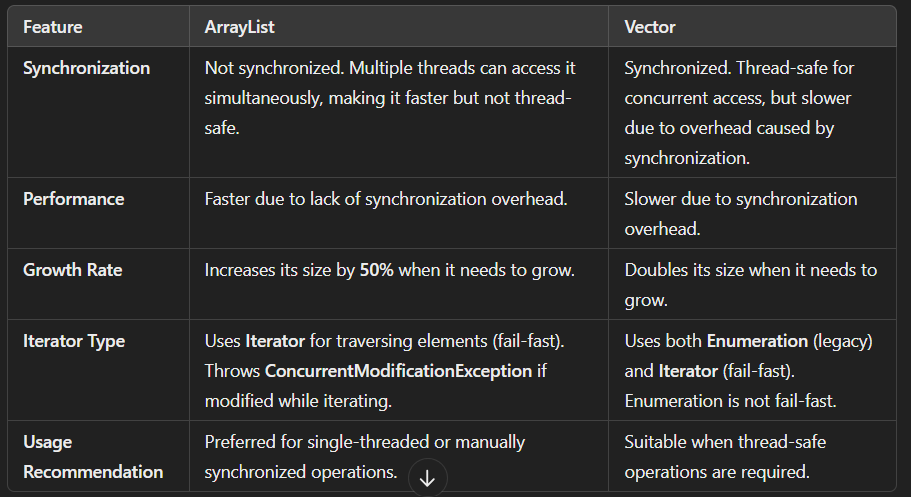 Feature ArrayList Vector
Synchronization Not synchronized. Multiple threads can access it Synchronized. Thread-safe for
simultaneously, making it faster but not thread- concurrent access, but slower
safe. due to overhead caused by
synchronization.
Performance Faster due to lack of synchronization overhead. Slower due to synchronization
overhead.
Growth Rate Increases its size by 50% when it needs to grow. Doubles its size when it needs to
grow.
Iterator Type Uses Iterator for traversing elements (fail-fast). Uses both Enumeration (legacy)
Throws ConcurrentModificationException if and Iterator (fail-fast).
modified while iterating. Enumeration is not fail-fast.
Usage Preferred for single-threaded or manually Suitable when thread-safe
Recommendation synchronized operations. operations are required.